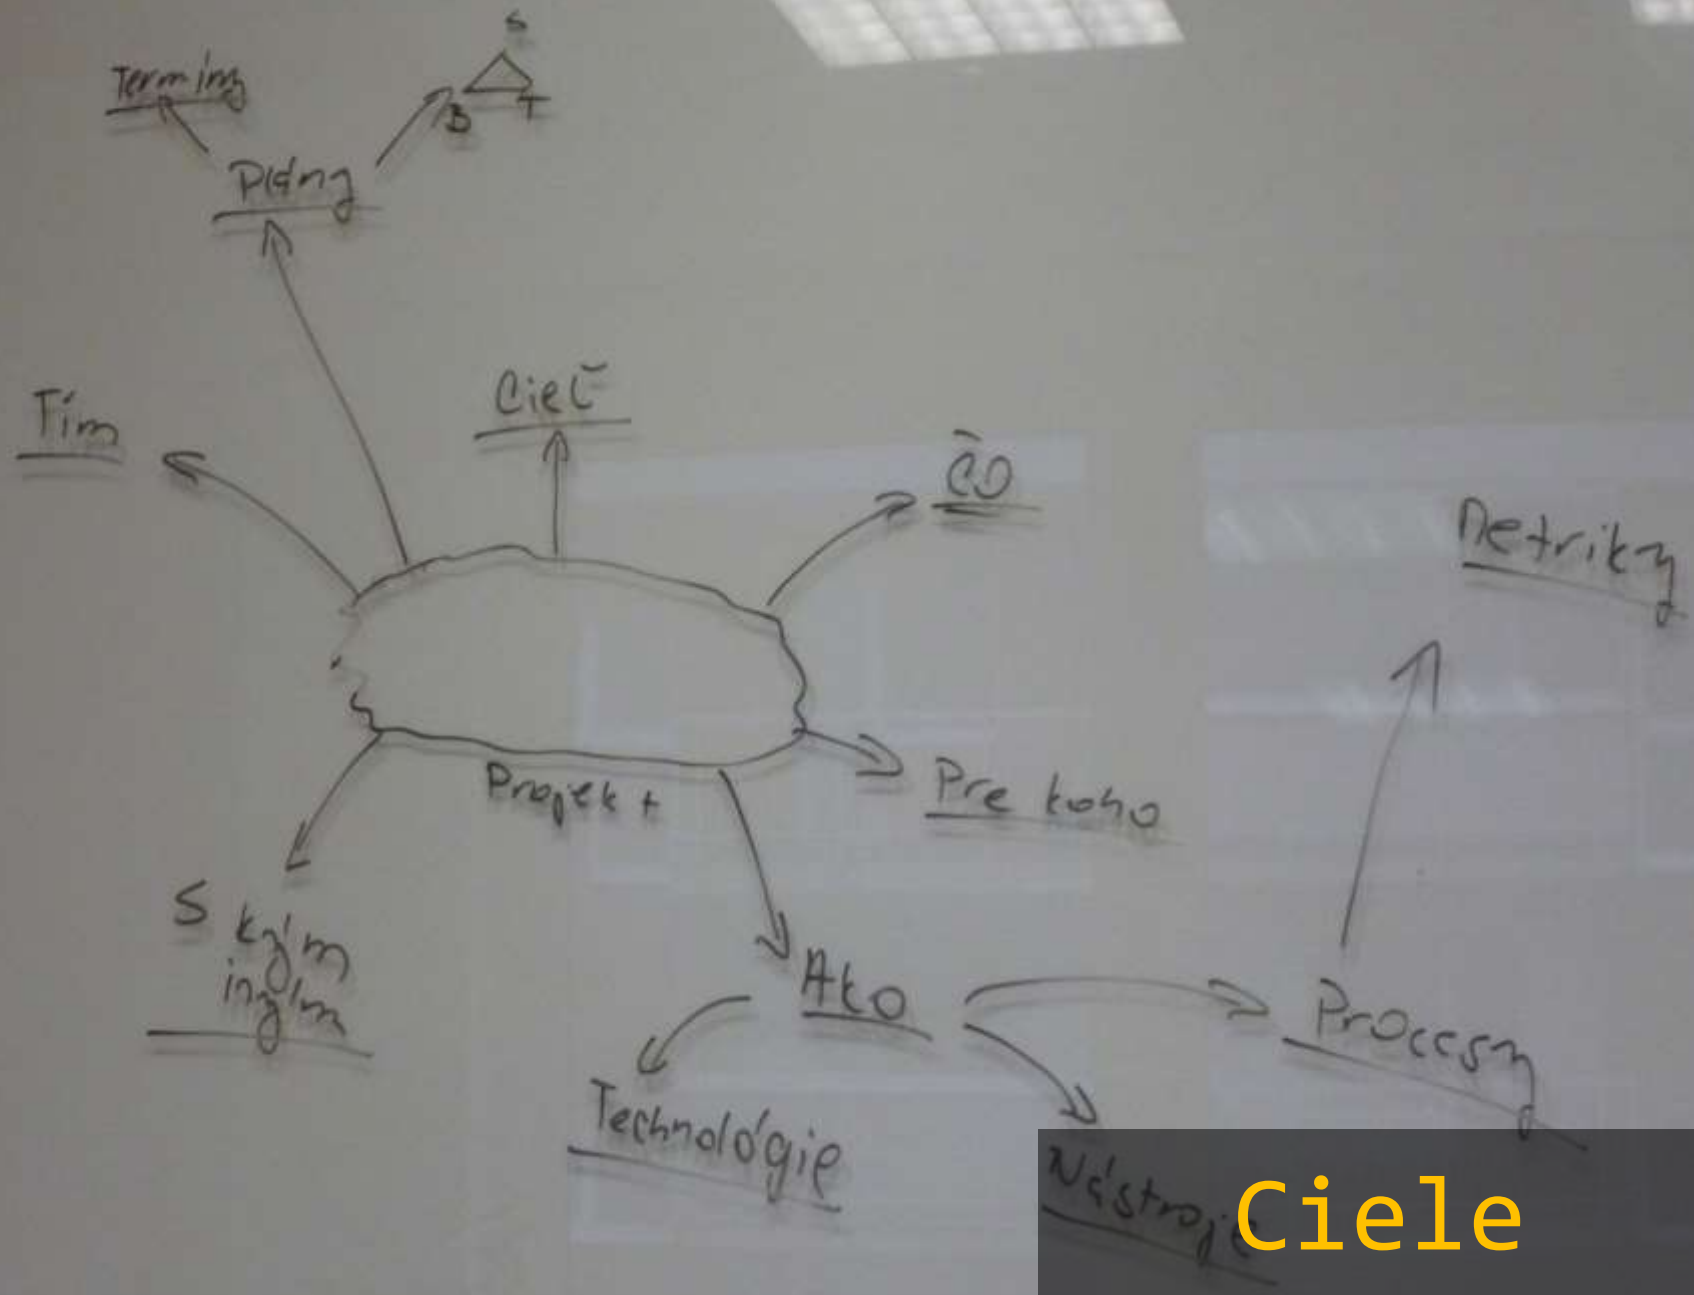 S
Termíny
B
T
Plány
Cieľ
Tím
ČO
Metriky
Projekt
Pre koho
S kým
iným
Ako
Procesy
Technológie
Nástroje
Ciele